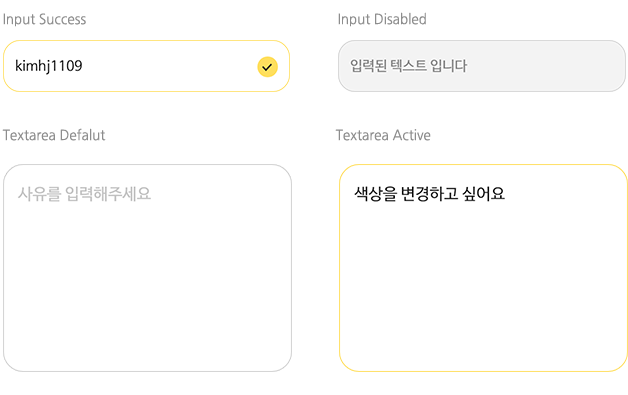 Input Success
Input Disabled
kimhj1109
입력된 텍스트 입니다
Textarea Defalut
Textarea Active
사유를 입력해주세요
색상을 변경하고 싶어요